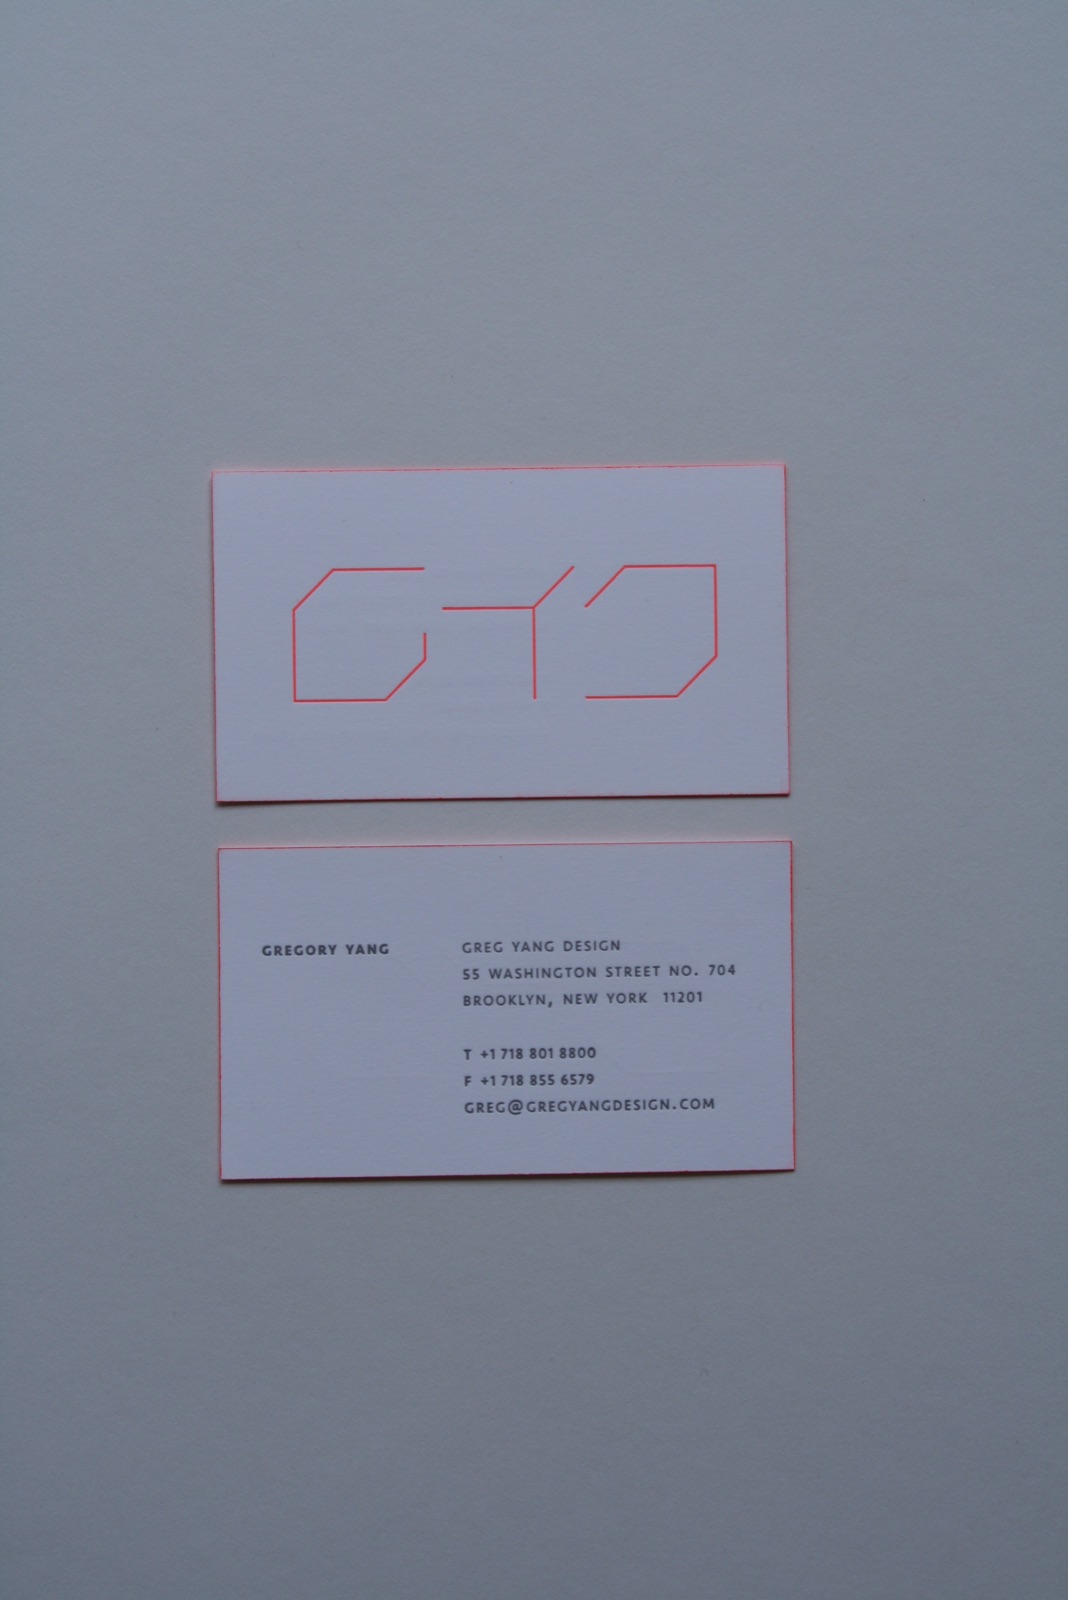 GYD
GREGORY YANG
GREG YANG DESIGN
55 WASHINGTON STREET NO. 704
BROOKLYN, NEW YORK 11201
T +1 718 801 8800
F +1 718 855 6579
GREG@GREGYANGDESIGN.COM